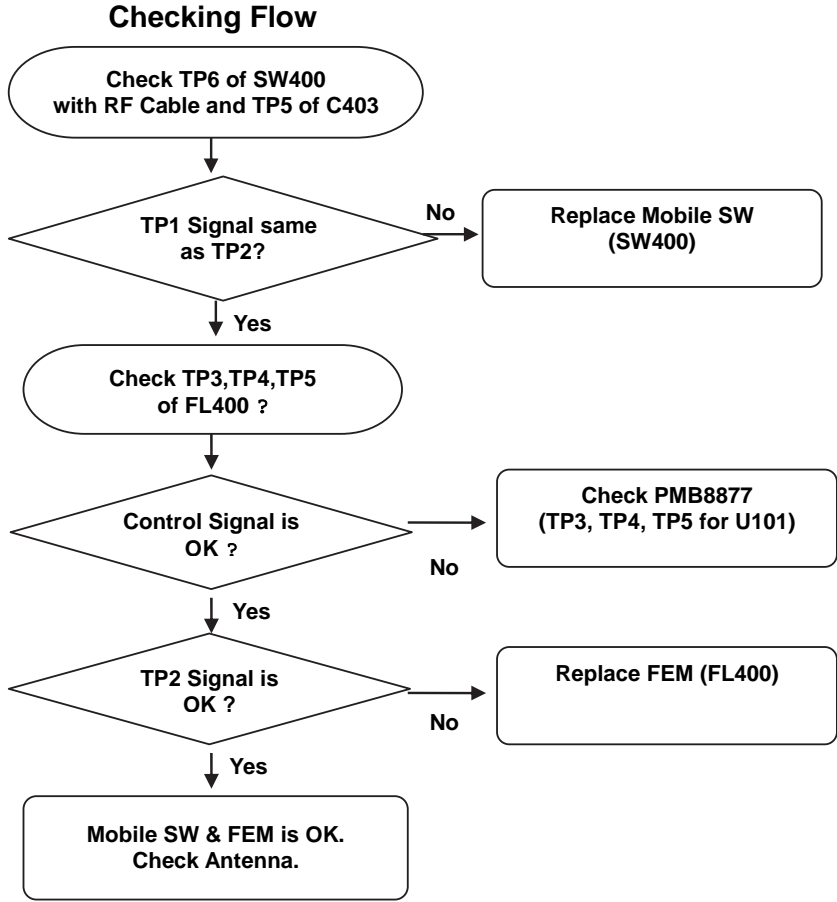 Checking Flow
Check TP6 of SW400
with RF Cable and TP5 of C403
TP1 Signal same
as TP2?
No
Replace Mobile SW
(SW400)
Yes
Check TP3,TP4,TP5
of FL400 ?
Control Signal is
OK ?
No
Check PMB8877
(TP3, TP4, TP5 for U101)
Yes
TP2 Signal is
OK ?
No
Replace FEM (FL400)
Yes
Mobile SW & FEM is OK.
Check Antenna.